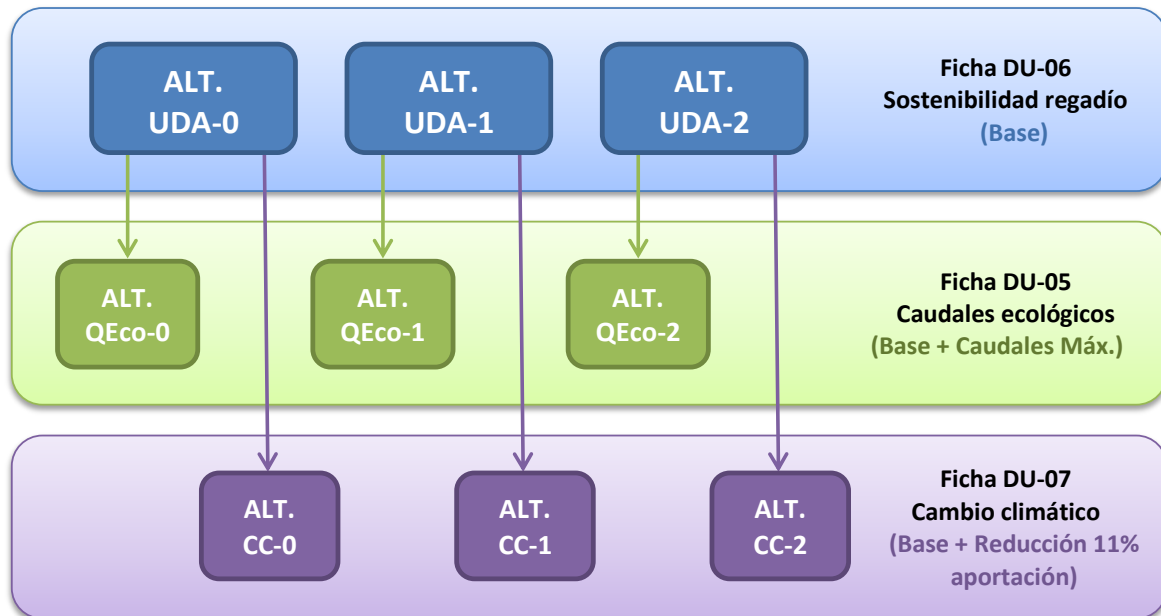 ALT.
UDA-0
ALT.
UDA-1
ALT.
UDA-2
Ficha DU-06
Sostenibilidad regadío
(Base)
ALT.
QEco-0
ALT.
QEco-1
ALT.
QEco-2
Ficha DU-05
Caudales ecológicos
(Base + Caudales Máx.)
ALT.
CC-0
ALT.
CC-1
ALT.
CC-2
Ficha DU-07
Cambio climático
(Base + Reducción 11%
aportación)